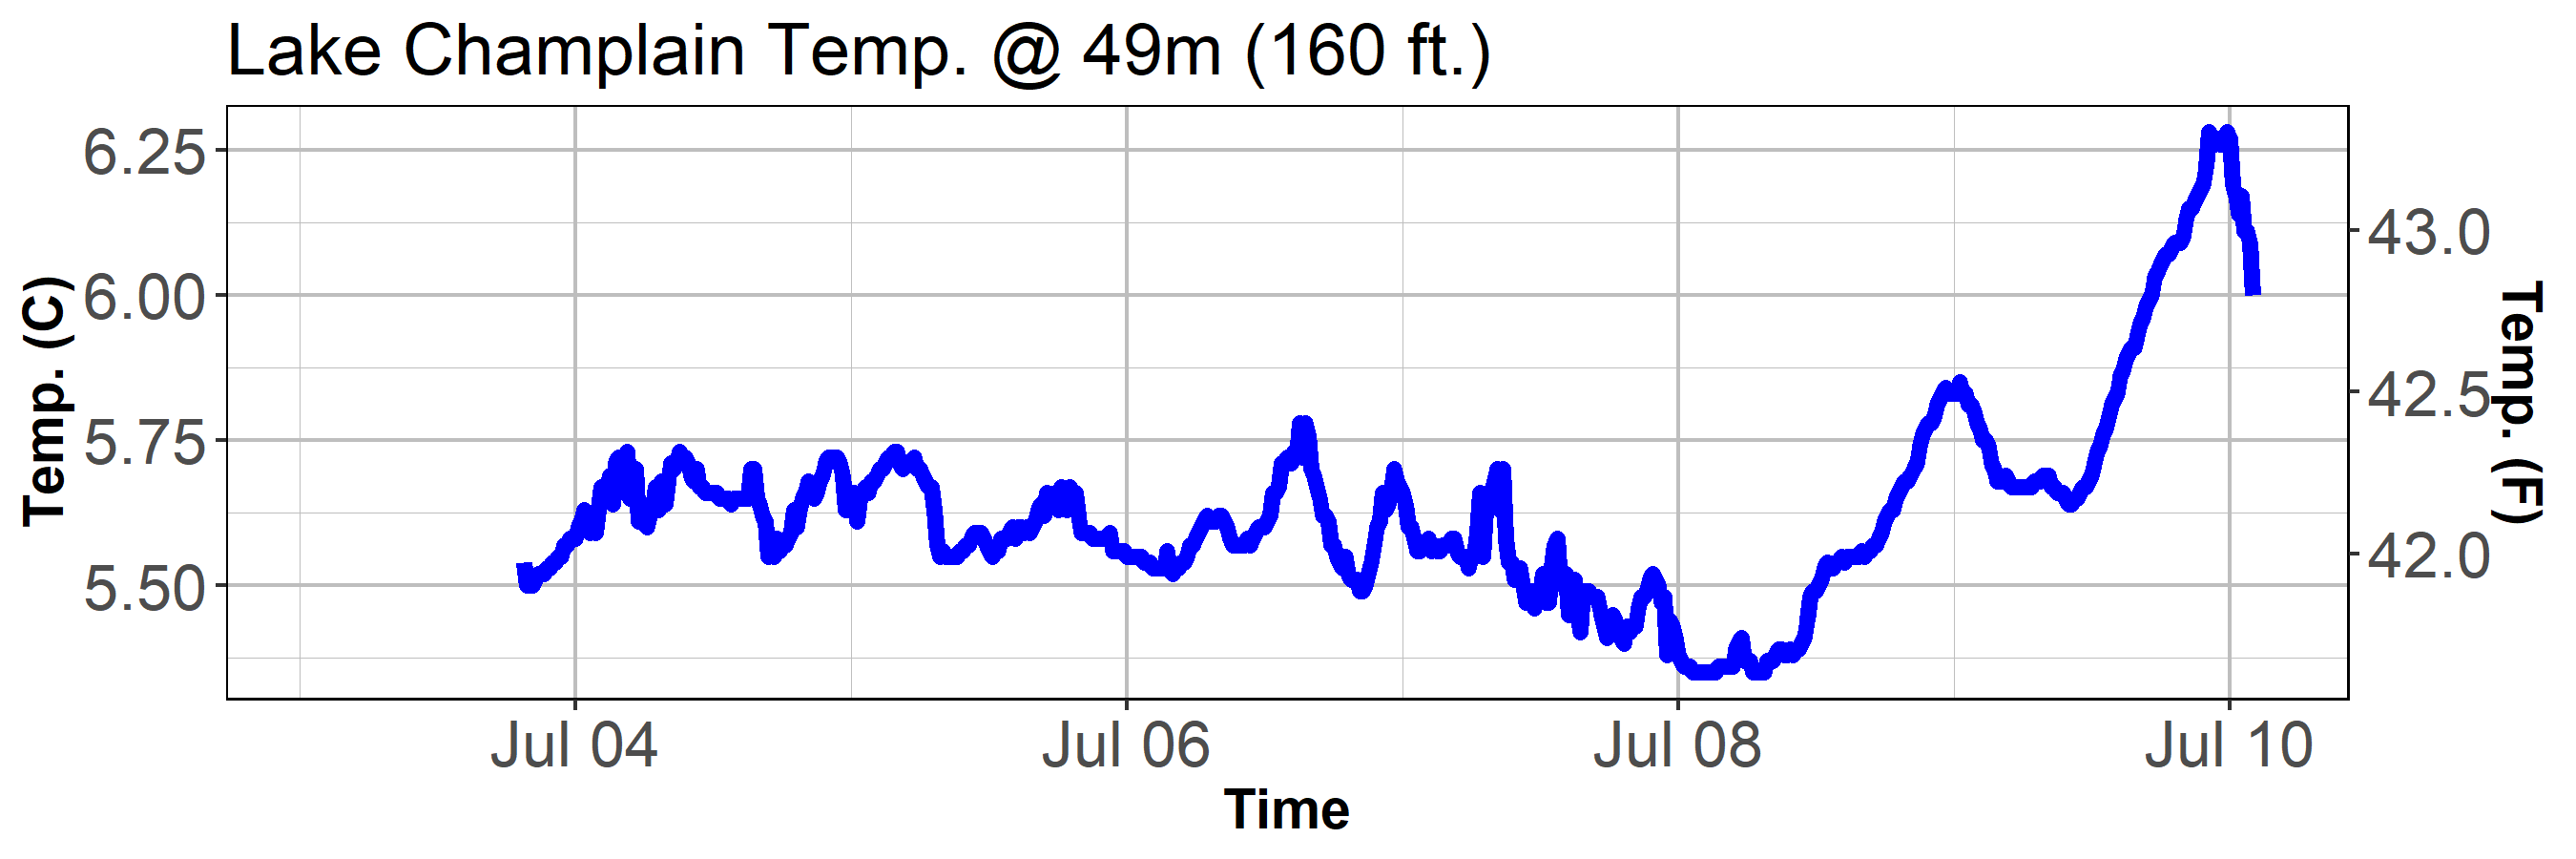 Lake Champlain Temp. @ 49m (160 ft.)
Temp. (C)
6.25
6.00
5.75
5.50
43.0
42.5
42.0
Temp. (F)
Jul 04
Jul 06
Jul 08
Jul 10
Time